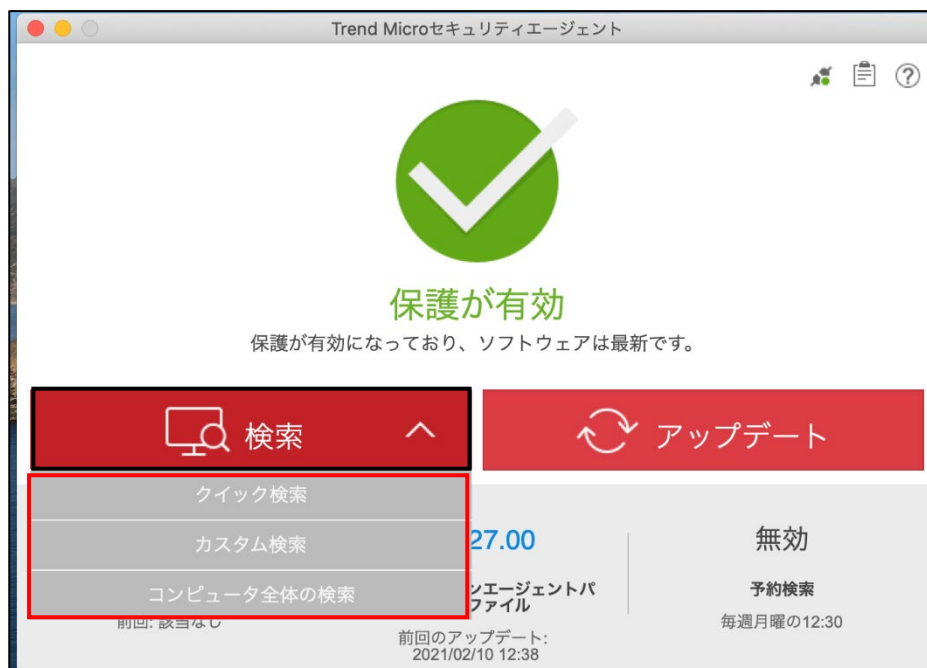 Trend Microセキュリティエージェント
保護が有効
保護が有効になっており、ソフトウェアは最新です。
検索
アップデート
クイック検索
カスタム検索
コンピュータ全体の検索
前回: 該当なし
27.00
ンエージェントパ
ファイル
前回のアップデート:
2021/02/10 12:38
無効
予約検索
毎週月曜の12:30